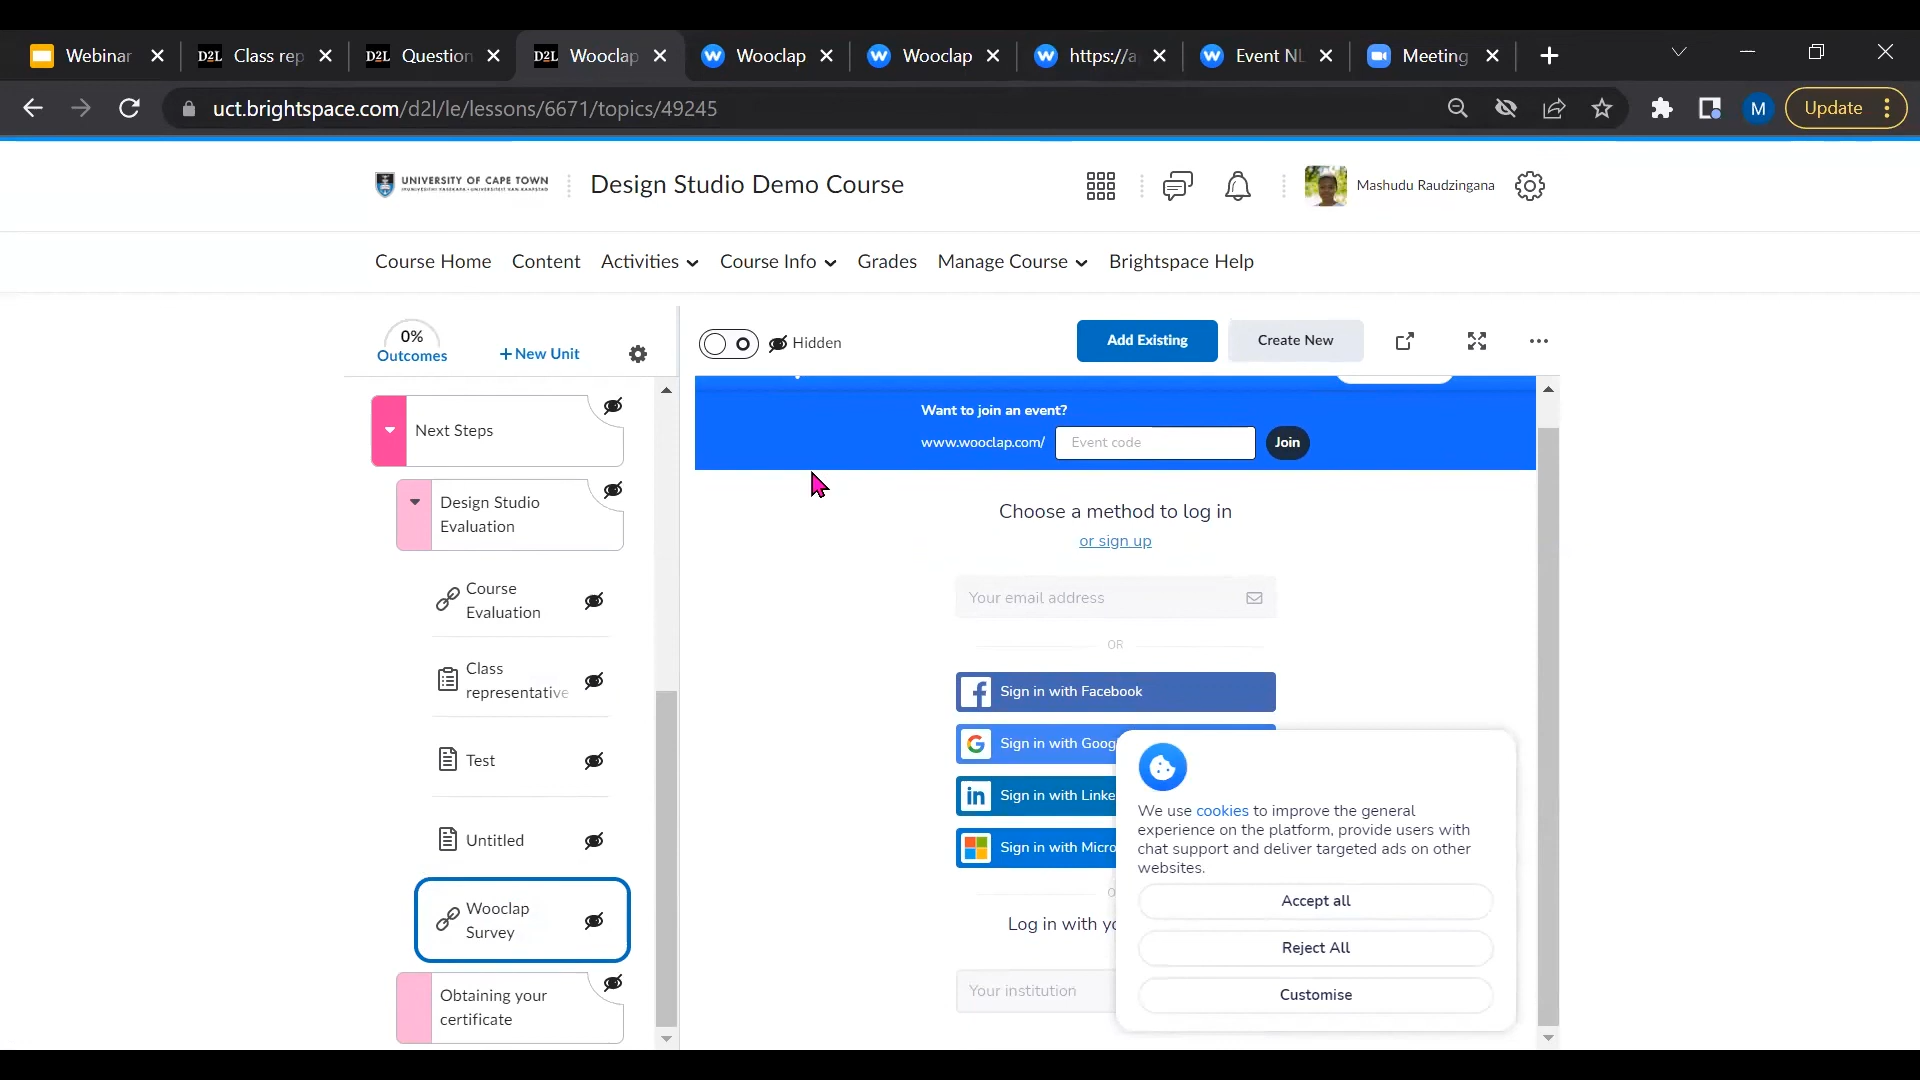 Webinar
D2L Class rep
D2L Question
D2L Wooclap
Wooclap
Wooclap
https://a
Event NL
Meeting
uct.brightspace.com/d2l/le/lessons/6671/topics/49245
M
Update
UNIVERSITY OF CAPE TOWN
Design Studio Demo Course
Mashudu Raudzingana
Course Home
Content
Activities
Course Info
Grades
Manage Course
Brightspace Help
0%
Outcomes
+ New Unit
Hidden
Add Existing
Create New
Next Steps
Design Studio
Evaluation
Course
Evaluation
Class
representative
Test
Untitled
Wooclap
Survey
Obtaining your
certificate
Want to join an event?
www.wooclap.com/
Event code
Join
Choose a method to log in
or sign up
Your email address
OR
Sign in with Facebook
Sign in with Goog
Sign in with Linke
Sign in with Micro
O
Log in with yo
Your institution
We use cookies to improve the general
experience on the platform, provide users with
chat support and deliver targeted ads on other
websites.
Accept all
Reject All
Customise